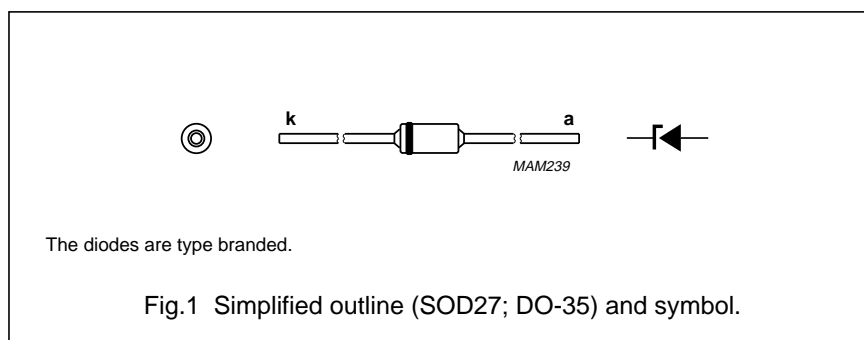 k a
MAM239
The diodes are type branded.
Fig.1 Simplified outline (SOD27; DO-35) and symbol.